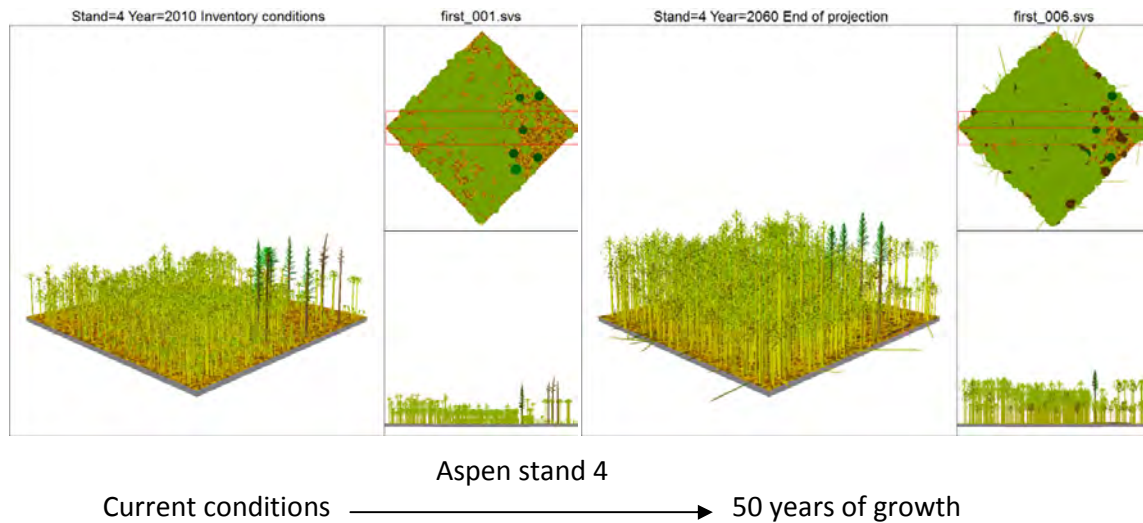 Stand=4 Year=2010 Inventory conditions
first_001.svs
Stand=4 Year=2060 End of projection
first_006.svs
Aspen stand 4
Current conditions
50 years of growth